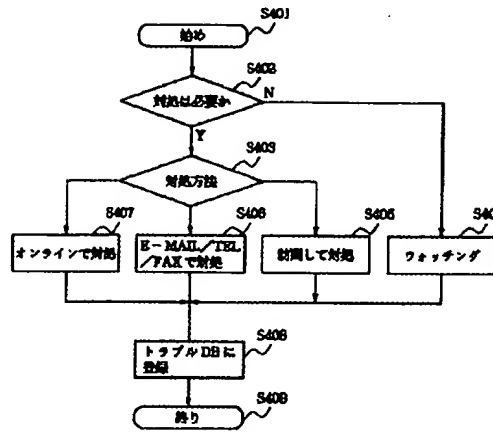 S401
始め
S402
対処は必要か
N
Y
S403
対処方法
S407
S406
S405
S40
オンラインで対処
E-MAIL/TEL
/FAXで対処
訪問して対処
ウォッチング
S408
トラブルDBに
登録
S409
終り